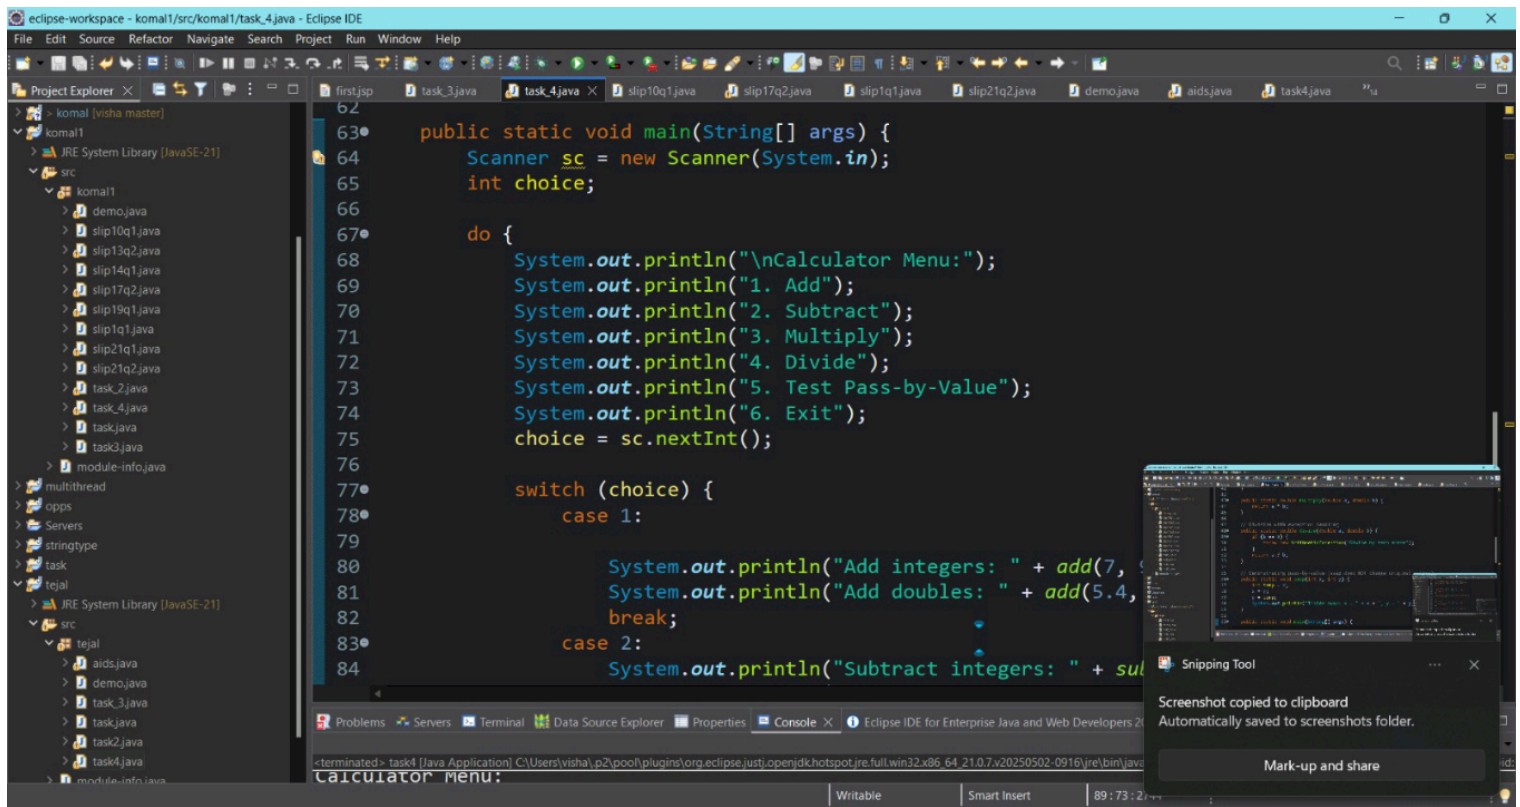 eclipse-workspace - komal1/src/komal1/task_4.java - Eclipse IDE
File Edit Source Refactor Navigate Search Project Run Window Help
Project Explorer
first.jsp task_3.java task_4.java slip10q1.java slip17q2.java slip1q1.java slip21q2.java demo.java aids.java task4.java
> komal [visha master]
komal1
JRE System Library [JavaSE-21]
src
komal1
demo.java
slip10q1.java
slip13q2.java
slip14q1.java
slip17q2.java
slip19q1.java
slip1q1.java
slip21q1.java
slip21q2.java
task_2.java
task_4.java
task.java
task3.java
module-info.java
multithread
opps
Servers
stringtype
task
tejal
JRE System Library [JavaSE-21]
src
tejal
aids.java
demo.java
task_3.java
task.java
task2.java
task4.java
module-info.java
62
63 public static void main(String[] args) {
64 Scanner sc = new Scanner(System.in);
65 int choice;
66
67 do {
68 System.out.println("\nCalculator Menu:");
69 System.out.println("1. Add");
70 System.out.println("2. Subtract");
71 System.out.println("3. Multiply");
72 System.out.println("4. Divide");
73 System.out.println("5. Test Pass-by-Value");
74 System.out.println("6. Exit");
75 choice = sc.nextInt();
76
77 switch (choice) {
78 case 1:
79
80 System.out.println("Add integers: " + add(7,
81 System.out.println("Add doubles: " + add(5.4,
82 break;
83 case 2:
84 System.out.println("Subtract integers: " + sub
Snipping Tool
Screenshot copied to clipboard
Automatically saved to screenshots folder.
Mark-up and share
Problems Servers Terminal Data Source Explorer Properties Console Eclipse IDE for Enterprise Java and Web Developers
<terminated> task4 [Java Application] C:\Users\visha\.p2\pool\plugins\org.eclipse.justj.openjdk.hotspot.jre.full.win32.x86_64_21.0.7.v20250502-0916\jre\bin\java
Calculator Menu:
Writable Smart Insert